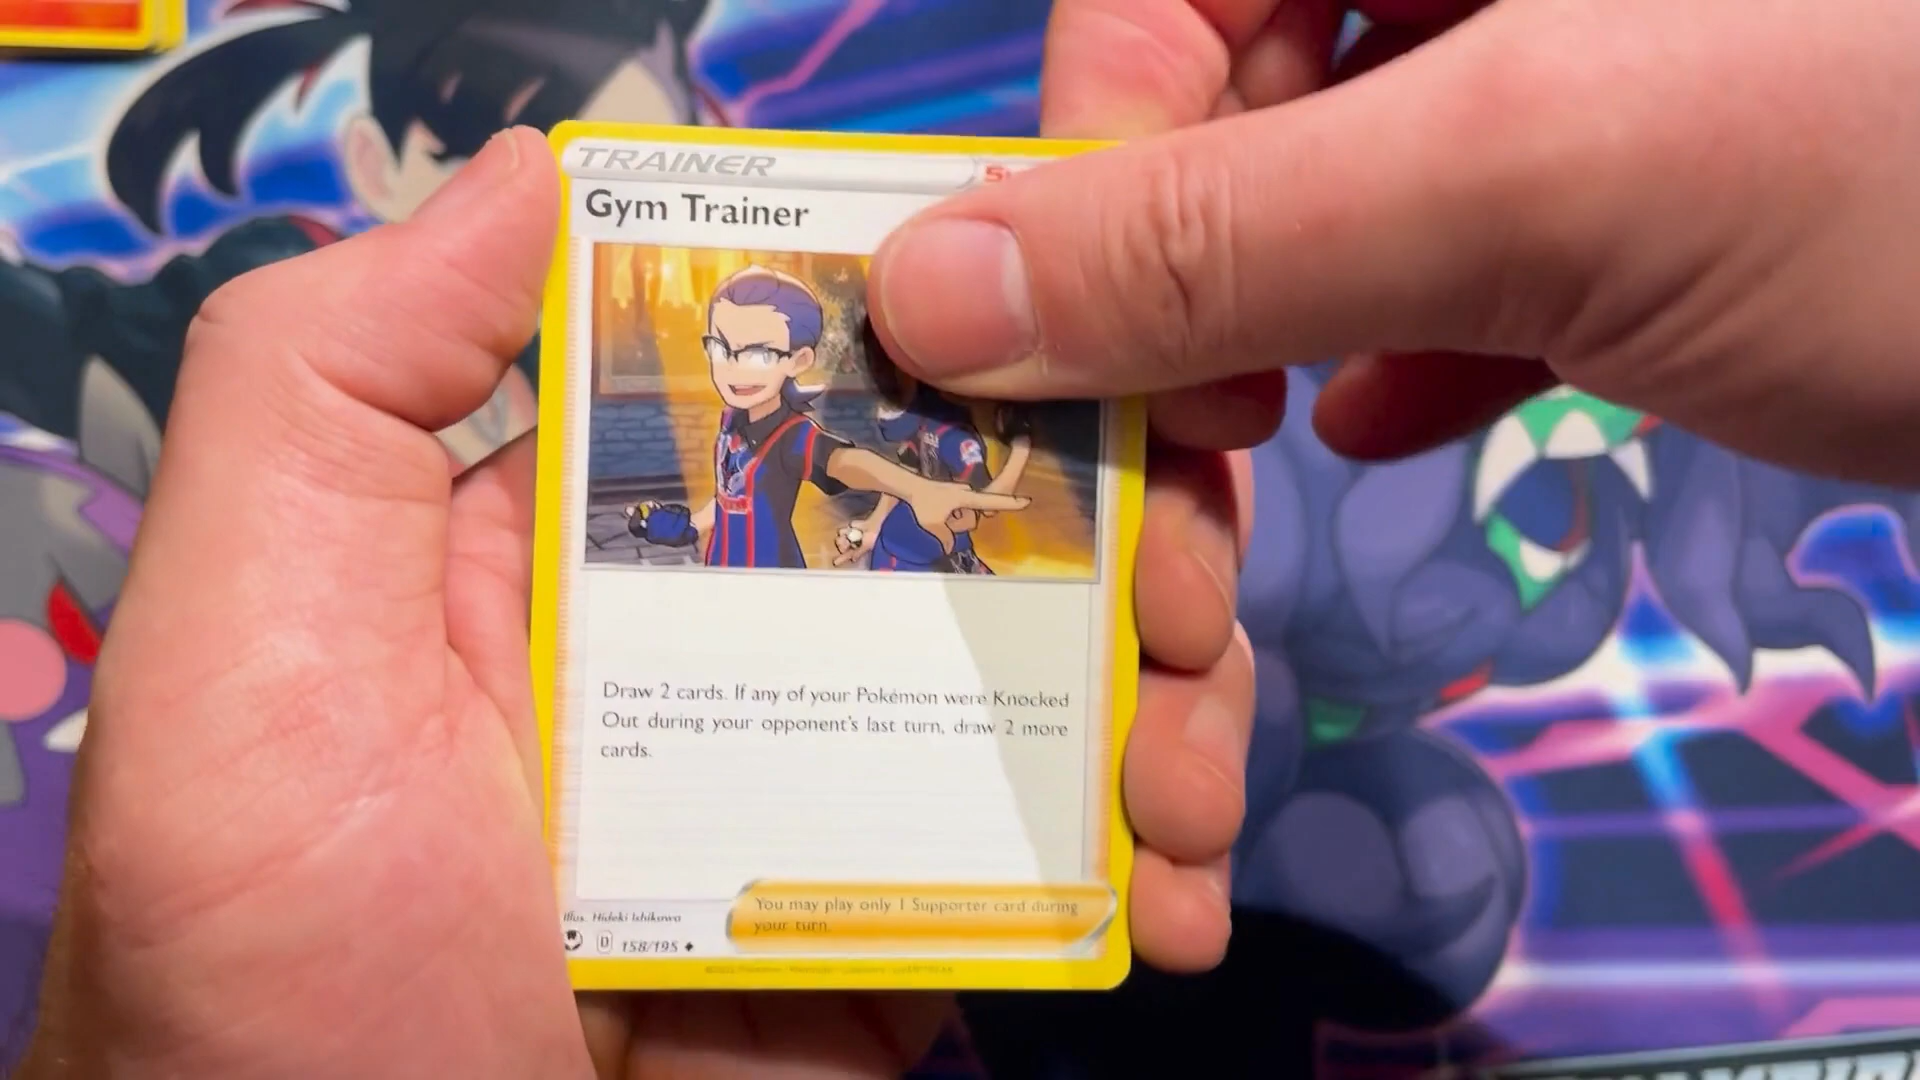 TRAINER
Gym Trainer
Draw 2 cards. If any of your Pokémon were Knocked
Out during your opponent's last turn, draw 2 more
cards.
You may play only 1 Supporter card during
your turn.
Illus. Hideki Ishikawa
D 158/195